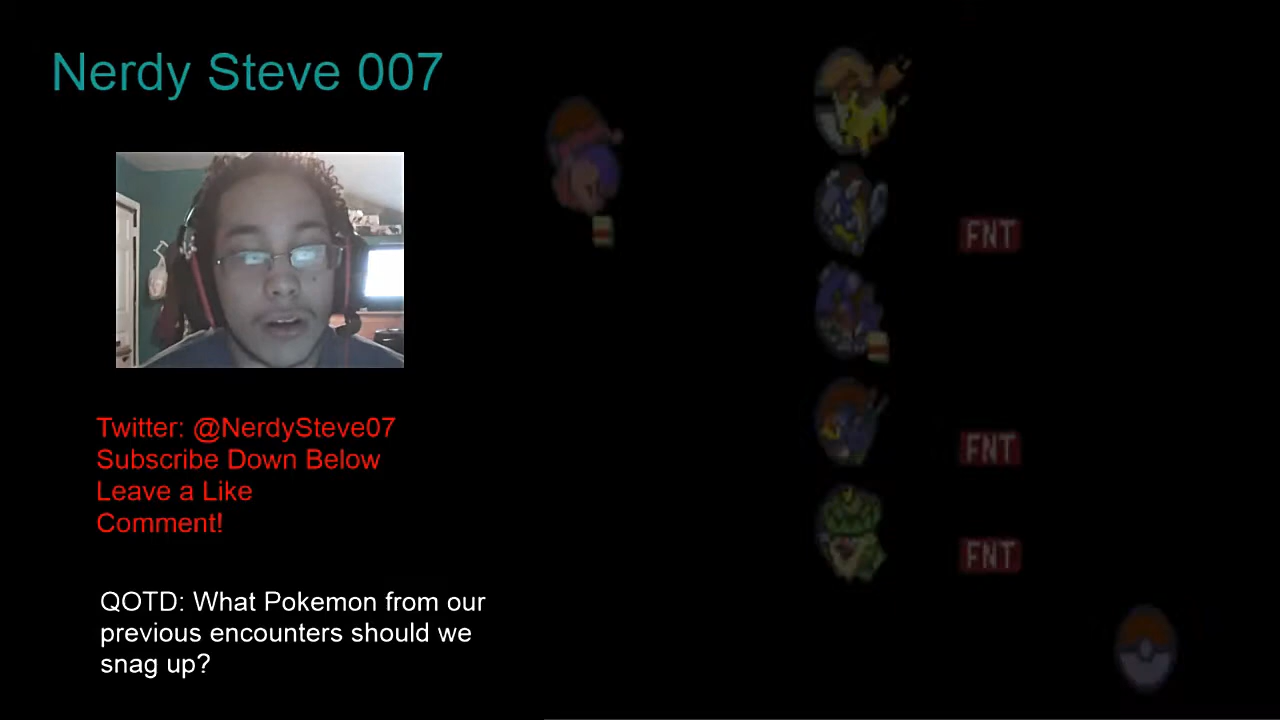 Nerdy Steve 007
FNT
Twitter: @NerdySteve07
Subscribe Down Below
Leave a Like
Comment!
FNT
FNT
QOTD: What Pokemon from our
previous encounters should we
snag up?